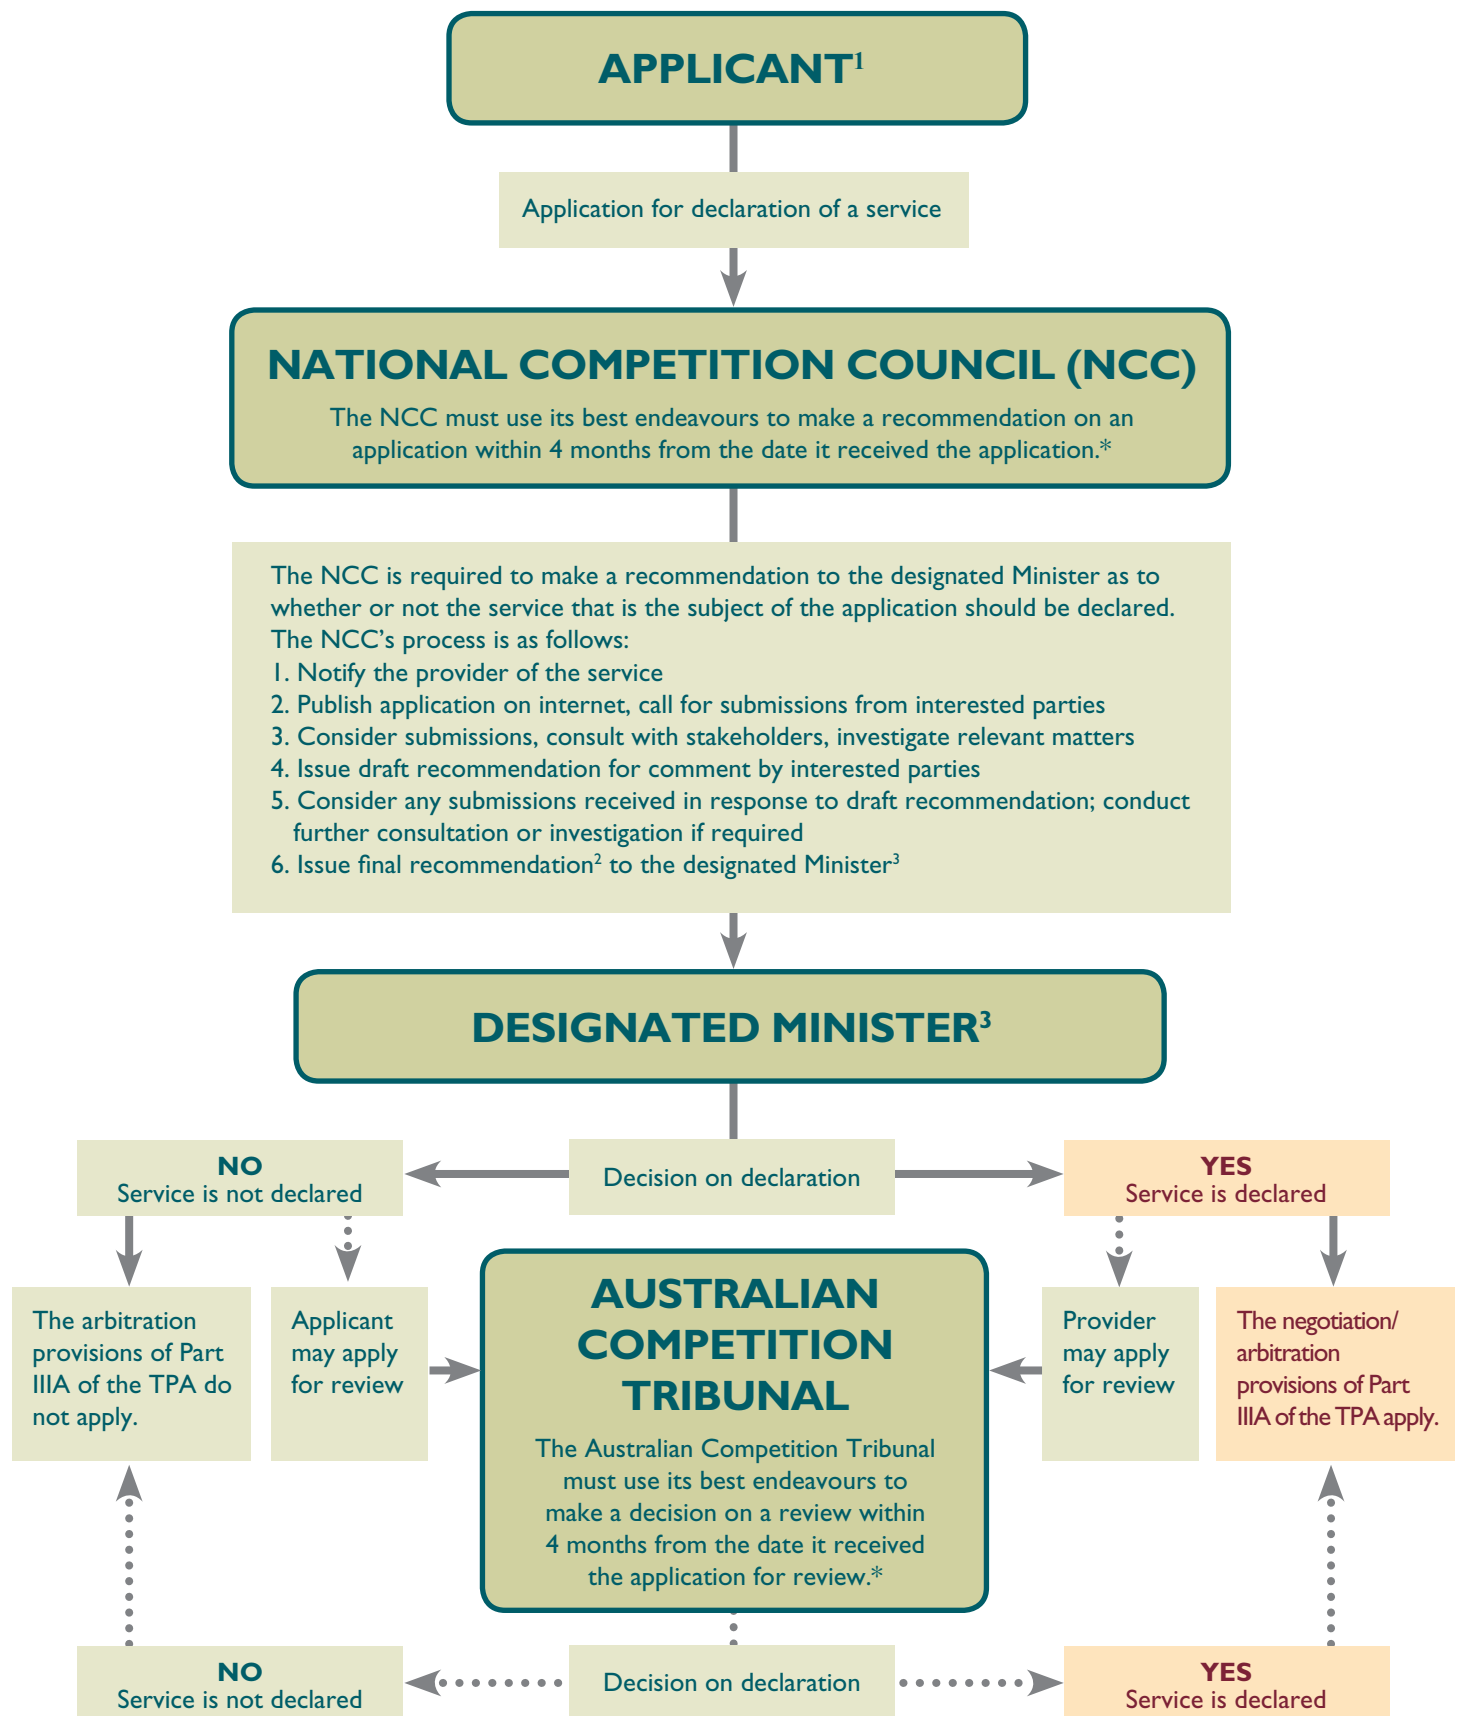 APPLICANT¹
Application for declaration of a service
NATIONAL COMPETITION COUNCIL (NCC)
The NCC must use its best endeavours to make a recommendation on an
application within 4 months from the date it received the application.*
The NCC is required to make a recommendation to the designated Minister as to
whether or not the service that is the subject of the application should be declared.
The NCC’s process is as follows:
1. Notify the provider of the service
2. Publish application on internet, call for submissions from interested parties
3. Consider submissions, consult with stakeholders, investigate relevant matters
4. Issue draft recommendation for comment by interested parties
5. Consider any submissions received in response to draft recommendation; conduct
further consultation or investigation if required
6. Issue final recommendation² to the designated Minister³
DESIGNATED MINISTER³
NO
Service is not declared
Decision on declaration
YES
Service is declared
The arbitration
provisions of Part
IIIA of the TPA do
not apply.
Applicant
may apply
for review
AUSTRALIAN
COMPETITION
TRIBUNAL
The Australian Competition Tribunal
must use its best endeavours to
make a decision on a review within
4 months from the date it received
the application for review.*
Provider
may apply
for review
The negotiation/
arbitration
provisions of Part
IIIA of the TPA apply.
NO
Service is not declared
Decision on declaration
YES
Service is declared